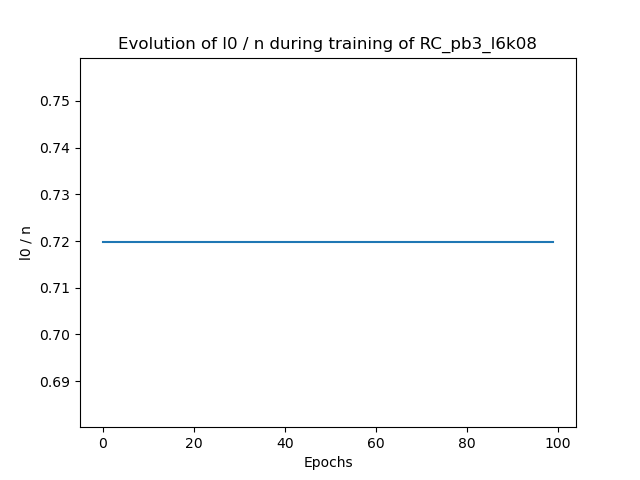 Evolution of l0 / n during training of RC_pb3_l6k08
0.75
0.74
0.73
0.72
0.71
0.70
0.69
l0 / n
0 20 40 60 80 100
Epochs